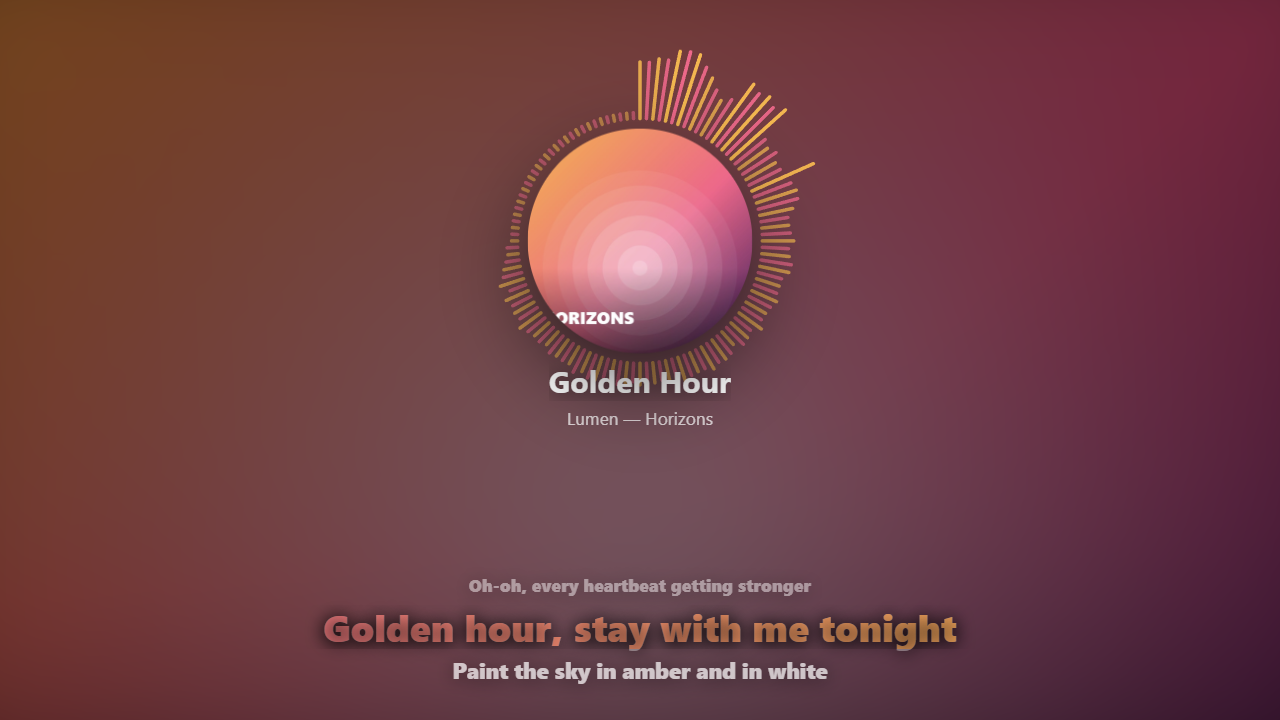 ORIZONS
Golden Hour
Lumen — Horizons
Oh-oh, every heartbeat getting stronger
Golden hour, stay with me tonight
Paint the sky in amber and in white